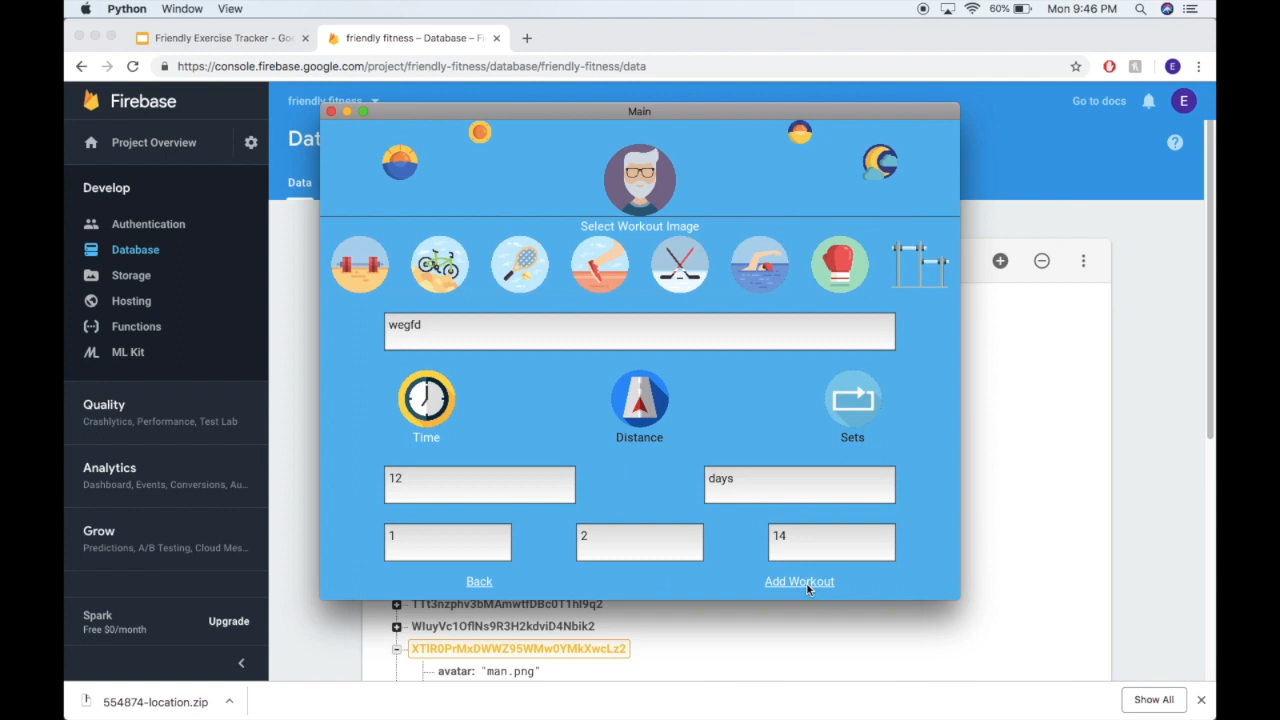 Python Window View 60% Mon 9:46 PM
Friendly Exercise Tracker - Goo
friendly fitness – Database – Fi
https://console.firebase.google.com/project/friendly-fitness/database/friendly-fitness/data
E
Firebase
friendly fitness
Go to docs
E
Main
Project Overview
Dat
Develop
Data
Select Workout Image
Authentication
Database
Storage
Hosting
Functions
ML Kit
wegfd
Quality
Crashlytics, Performance, Test Lab
Time
Distance
Sets
Analytics
Dashboard, Events, Conversions, Au...
12
days
Grow
Predictions, A/B Testing, Cloud Mes...
1
2
14
Back
Add Workout
TTt3nzphv3bMAmwtfDBc0T1hl9q2
WluyVc1OflNs9R3H2kdviD4Nbik2
Spark
Free $0/month
Upgrade
XTlR0PrMxDWWZ95WMw0YMkXwcLz2
avatar: "man.png"
554874-location.zip
Show All